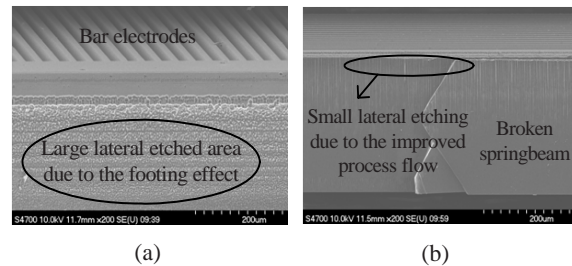 Bar electrodes
Large lateral etched area
due to the footing effect
S4700 10.0kV 11.7mm x200 SE(U) 09:39
200um
Small lateral etching
due to the improved
process flow
Broken
springbeam
S4700 10.0kV 11.5mm x200 SE(U) 09:59
200um
(a)
(b)